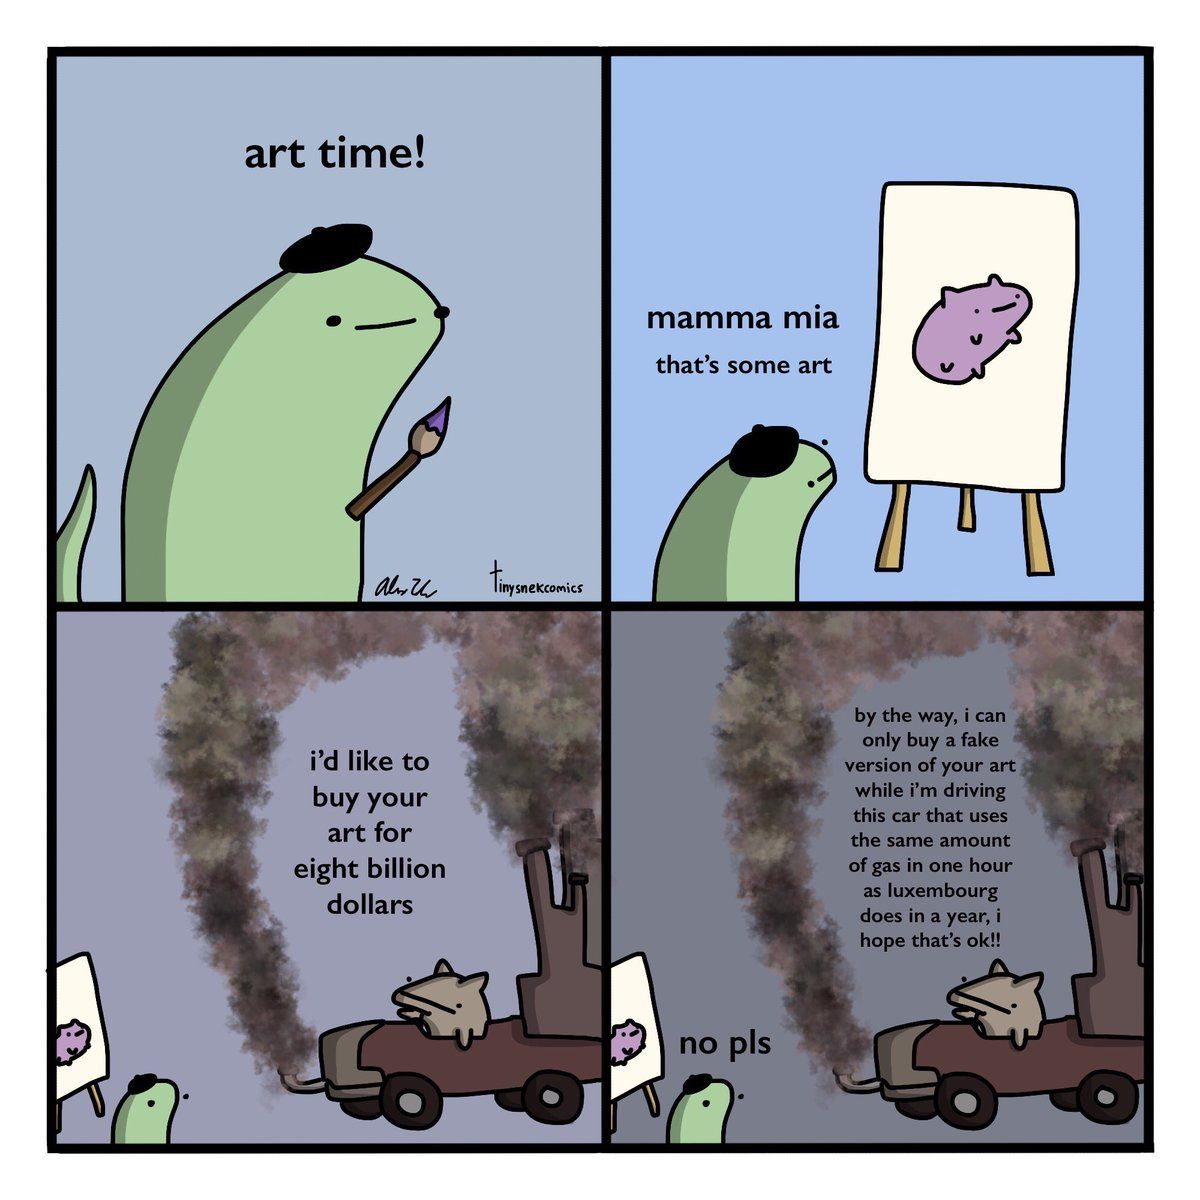 art time!
tinysnekcomics
mamma mia
that's some art
i'd like to
buy your
art for
eight billion
dollars
by the way, i can
only buy a fake
version of your art
while i'm driving
this car that uses
the same amount
of gas in one hour
as luxembourg
does in a year, i
hope that's ok!!
no pls